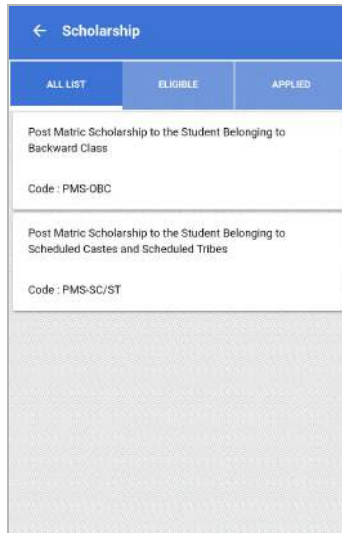 Scholarship
ALL LIST ELIGIBLE APPLIED
Post Matric Scholarship to the Student Belonging to
Backward Class
Code : PMS-OBC
Post Matric Scholarship to the Student Belonging to
Scheduled Castes and Scheduled Tribes
Code : PMS-SC/ST